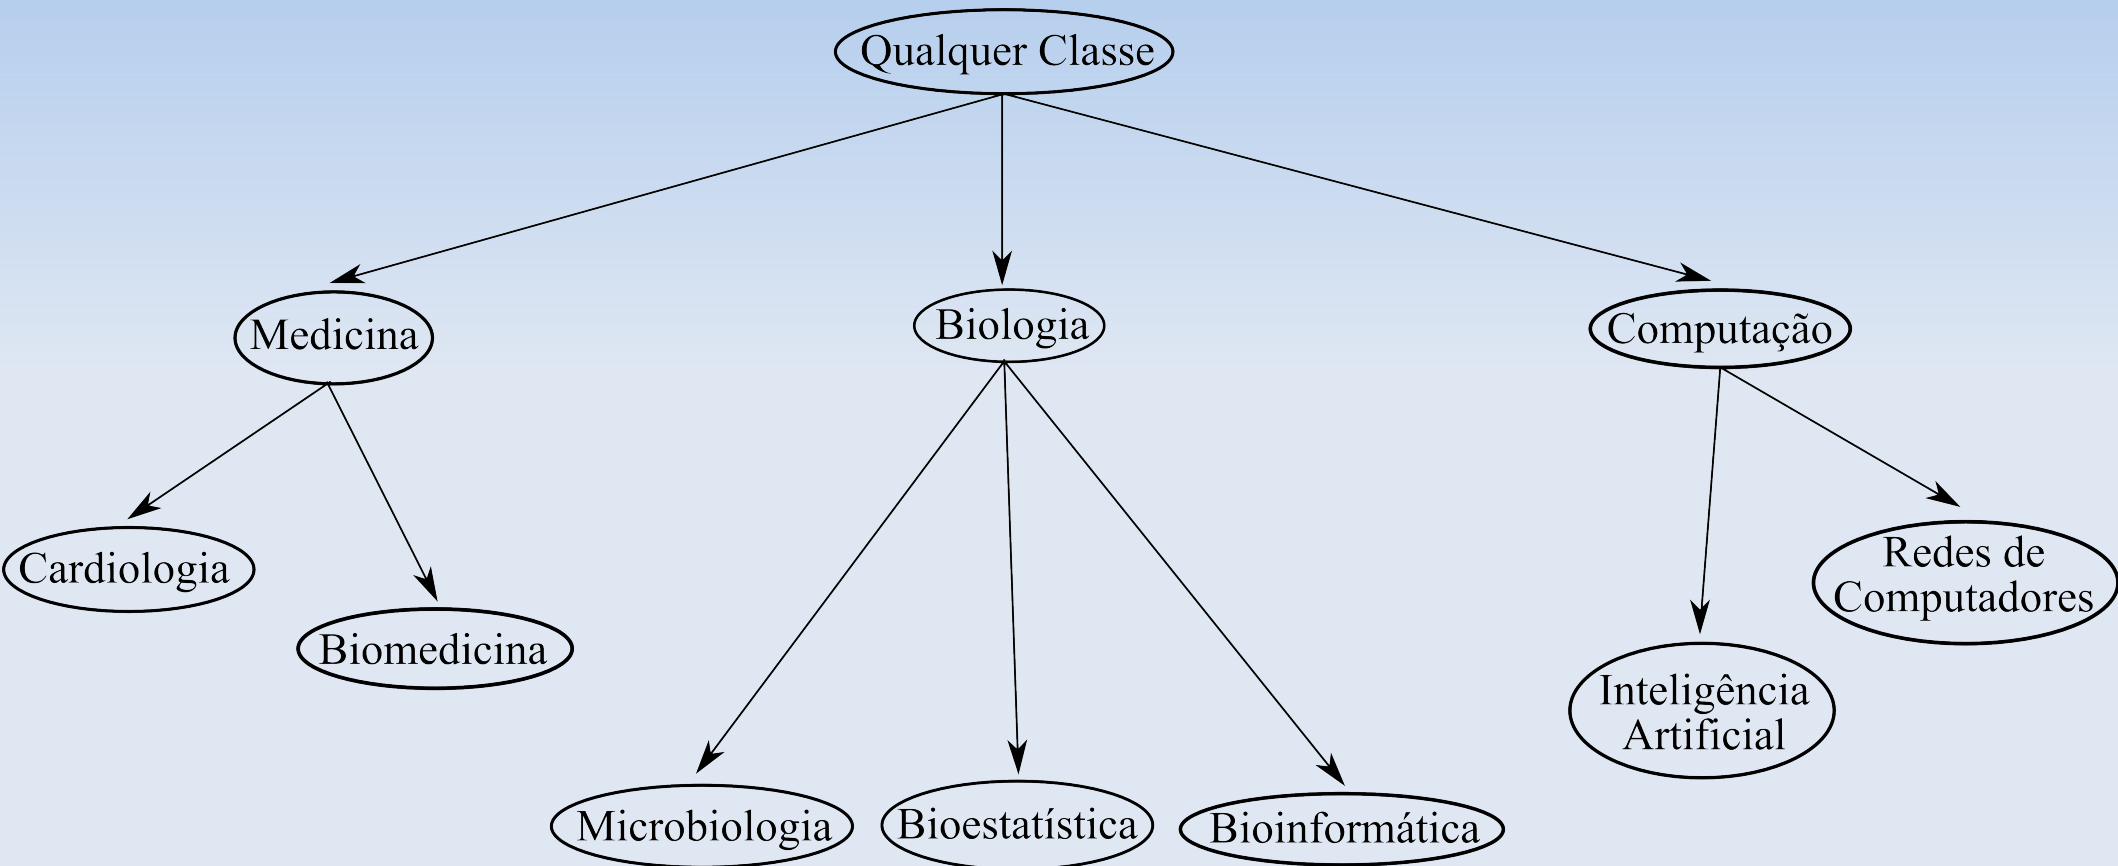 Qualquer Classe
Medicina
Biologia
Computação
Cardiologia
Biomedicina
Microbiologia
Bioestatística
Bioinformática
Inteligência
Artificial
Redes de
Computadores